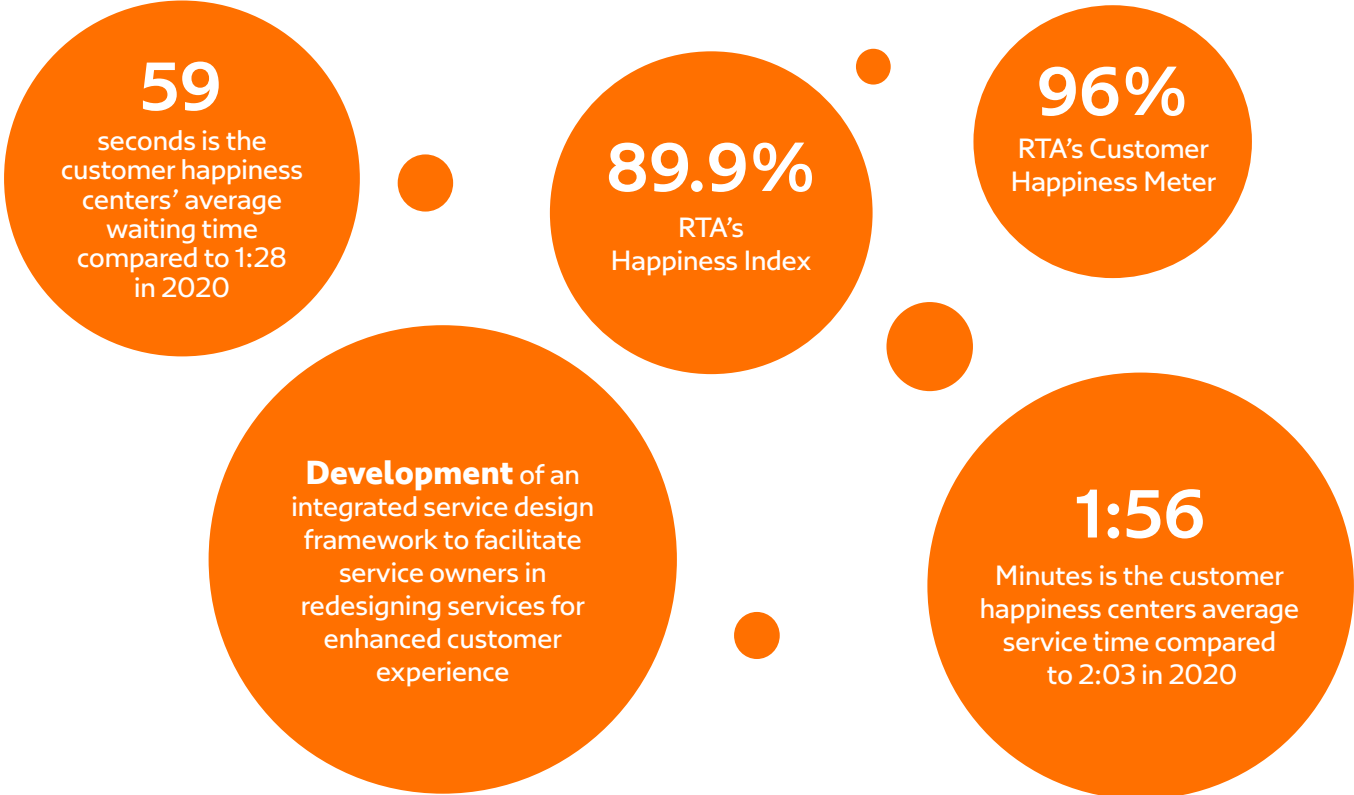 59
seconds is the
customer happiness
centers’ average
waiting time
compared to 1:28
in 2020
89.9%
RTA’s
Happiness Index
96%
RTA’s Customer
Happiness Meter
Development of an
integrated service design
framework to facilitate
service owners in
redesigning services for
enhanced customer
experience
1:56
Minutes is the customer
happiness centers average
service time compared
to 2:03 in 2020